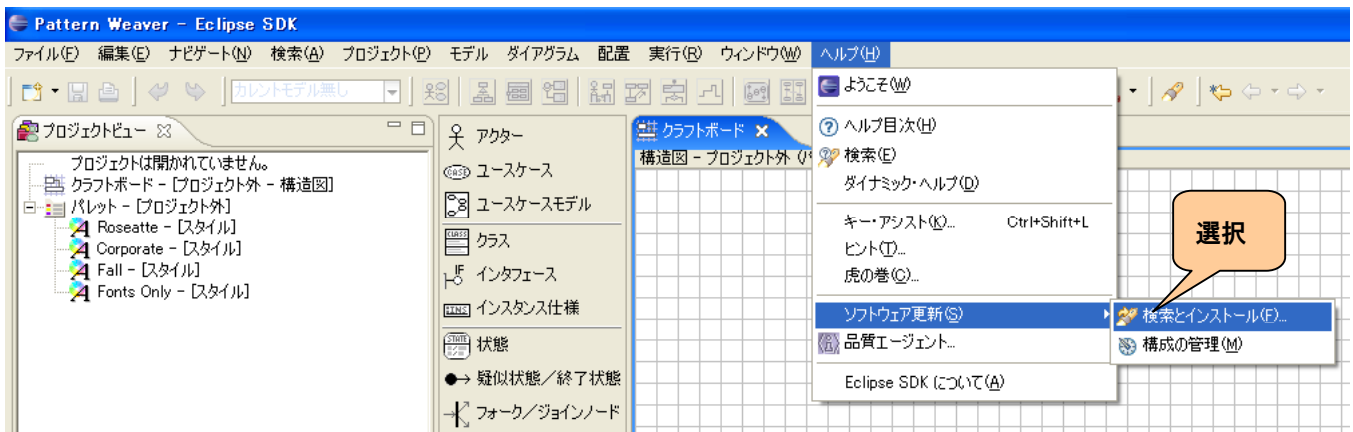 Pattern Weaver - Eclipse SDK
ファイル(F) 編集(E) ナビゲート(N) 検索(A) プロジェクト(P) モデル ダイアグラム 配置 実行(R) ウィンドウ(W) ヘルプ(H)
カレントモデル無し
プロジェクトビュー
プロジェクトは開かれていません。
クラフトボード - [プロジェクト外 - 構造図]
パレット - [プロジェクト外]
Roseatte - [スタイル]
Corporate - [スタイル]
Fall - [スタイル]
Fonts Only - [スタイル]
アクター
CASE ユースケース
ユースケースモデル
CLASS クラス
IF インタフェース
INS インスタンス仕様
STATE 状態
疑似状態/終了状態
フォーク/ジョインノード
クラフトボード
構造図 - プロジェクト外 (パ
ようこそ(W)
ヘルプ目次(H)
検索(E)
ダイナミック・ヘルプ(D)
キー・アシスト(K)... Ctrl+Shift+L
ヒント(T)...
虎の巻(C)...
ソフトウェア更新(S)
品質エージェント...
Eclipse SDK について(A)
選択
検索とインストール(F)...
構成の管理(M)